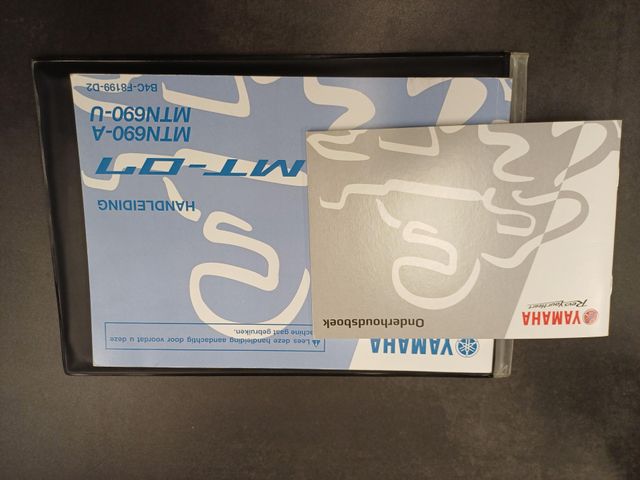 YAMAHA
⚠ Lees deze handleiding aandachtig door voordat u deze
machine gaat gebruiken.
HANDLEIDING
MT-07
MTN690-A
MTN690-U
B4C-F8199-D2
YAMAHA
Revs Your Heart
Onderhoudsboek